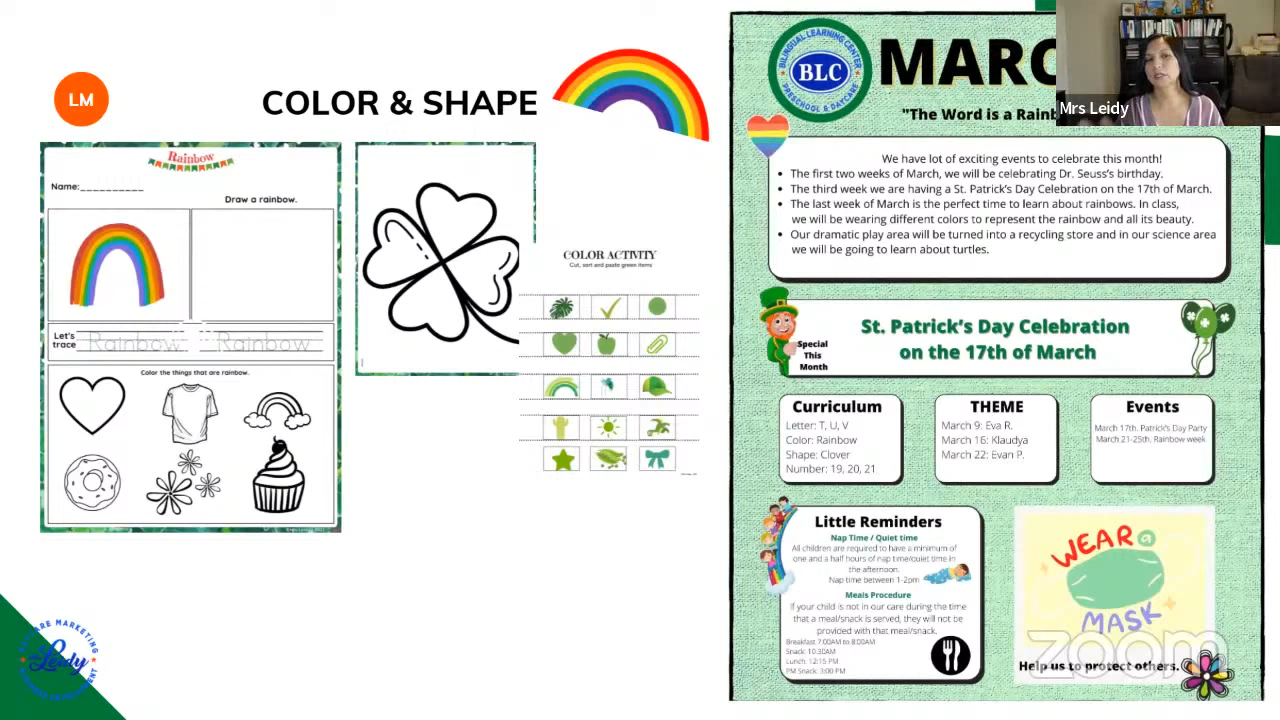 LM
COLOR & SHAPE
Rainbow
Name:__________
Draw a rainbow.
Let's trace
Rainbow Rainbow
Color the things that are rainbow.
COLOR ACTIVITY
Cut, sort and paste green items
BILINGUAL LEARNING CENTER
BLC
PRESCHOOL & DAYCARE
MARC
"The Word is a Rainb
Mrs Leidy
We have lot of exciting events to celebrate this month!
• The first two weeks of March, we will be celebrating Dr. Seuss's birthday.
• The third week we are having a St. Patrick's Day Celebration on the 17th of March.
• The last week of March is the perfect time to learn about rainbows. In class,
we will be wearing different colors to represent the rainbow and all its beauty.
• Our dramatic play area will be turned into a recycling store and in our science area
we will be going to learn about turtles.
Special
This
Month
St. Patrick's Day Celebration
on the 17th of March
Curriculum
Letter: T, U, V
Color: Rainbow
Shape: Clover
Number: 19, 20, 21
THEME
March 9: Eva R.
March 16: Klaudya
March 22: Evan P.
Events
March 17th. Patrick's Day Party
March 21-25th. Rainbow week
Little Reminders
Nap Time / Quiet time
All children are required to have a minimum of
one and a half hours of nap time/quiet time in
the afternoon.
Nap time between 1-2pm
Meals Procedure
If your child is not in our care during the time
that a meal/snack is served, they will not be
provided with that meal/snack.
Breakfast 7:00AM to 8:00AM
Snack: 10:30AM
Lunch: 12:15 PM
PM Snack: 3:00 PM
WEAR a
MASK
Help us to protect others.
zoom
Leidy